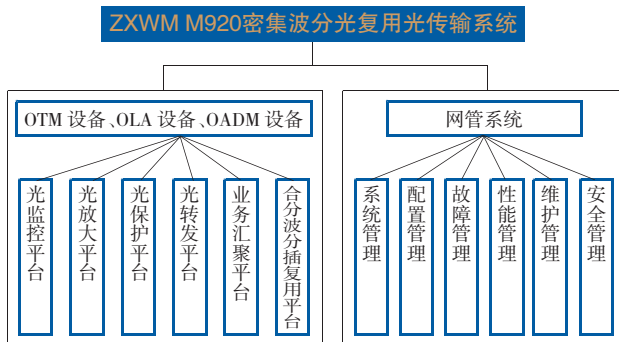 ZXWM M920密集波分光复用光传输系统
OTM 设备、OLA 设备、OADM 设备
网管系统
光监控平台
光放大平台
光保护平台
光转发平台
业务汇聚平台
合分波分插复用平台
系统管理
配置管理
故障管理
性能管理
维护管理
安全管理